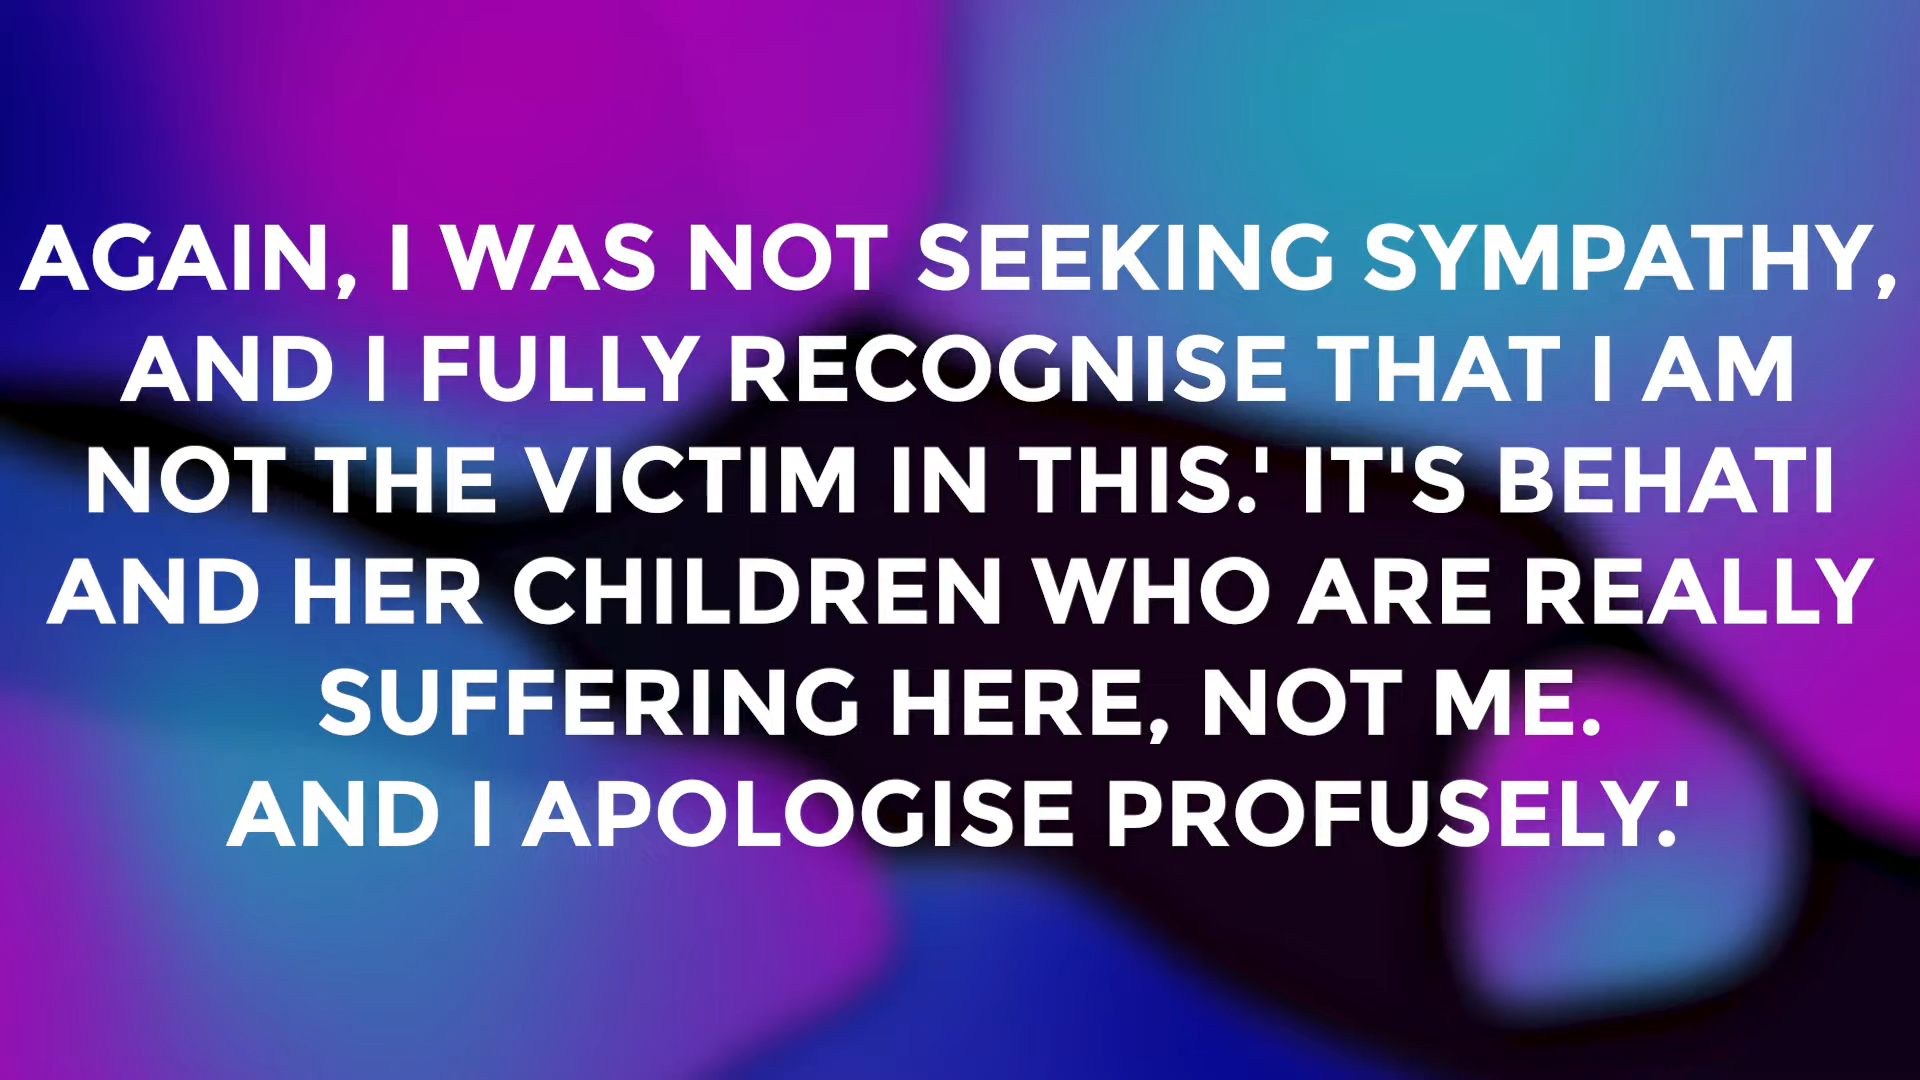 AGAIN, I WAS NOT SEEKING SYMPATHY,
AND I FULLY RECOGNISE THAT I AM
NOT THE VICTIM IN THIS.' IT'S BEHATI
AND HER CHILDREN WHO ARE REALLY
SUFFERING HERE, NOT ME.
AND I APOLOGISE PROFUSELY.'